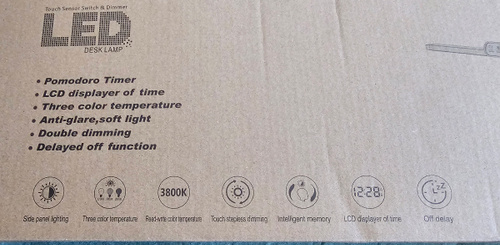 Touch Sensor Switch & Dimmer
LED
DESK LAMP
• Pomodoro Timer
• LCD displayer of time
• Three color temperature
• Anti-glare,soft light
• Double dimming
• Delayed off function
3800K
12:28
Side panel lighting
Three color temperature
Read-write color temperature
Touch stepless dimming
Intelligent memory
LCD displayer of time
Off delay